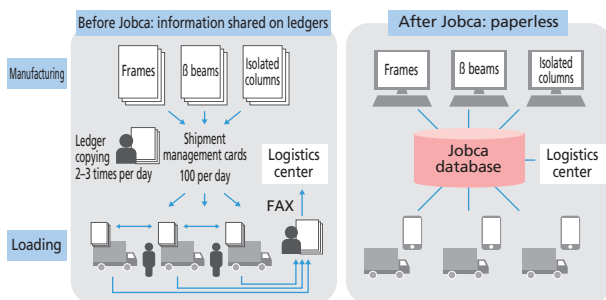 Before Jobca: information shared on ledgers
After Jobca: paperless
Manufacturing
Frames
ß beams
Isolated
columns
Frames
ß beams
Isolated
columns
Ledger
copying
2–3 times per day
Shipment
management cards
100 per day
Logistics
center
FAX
Jobca
database
Logistics
center
Loading